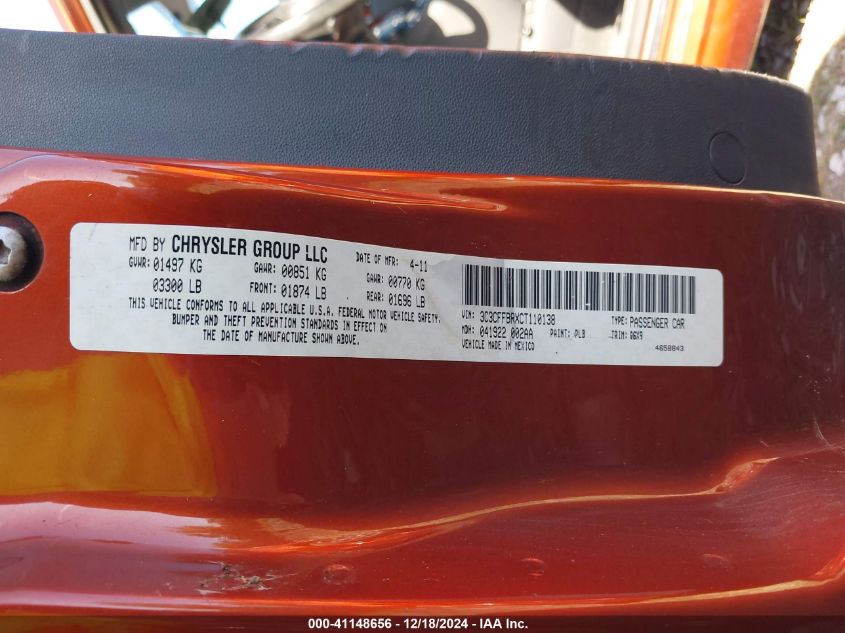 MFD BY CHRYSLER GROUP LLC
DATE OF MFR: 4-11
GVWR: 01497 KG GAWR: 00851 KG GAWR: 00770 KG
03300 LB FRONT: 01874 LB REAR: 01696 LB
THIS VEHICLE CONFORMS TO ALL APPLICABLE U.S.A. FEDERAL MOTOR VEHICLE SAFETY,
BUMPER AND THEFT PREVENTION STANDARDS IN EFFECT ON
THE DATE OF MANUFACTURE SHOWN ABOVE.
VIN: 3C3CFFBRXCT110138 TYPE: PASSENGER CAR
MDH: 041922 002AA PAINT: PLB TRIM: 06X9
VEHICLE MADE IN MEXICO 4658843
000-41148656 - 12/18/2024 - IAA Inc.